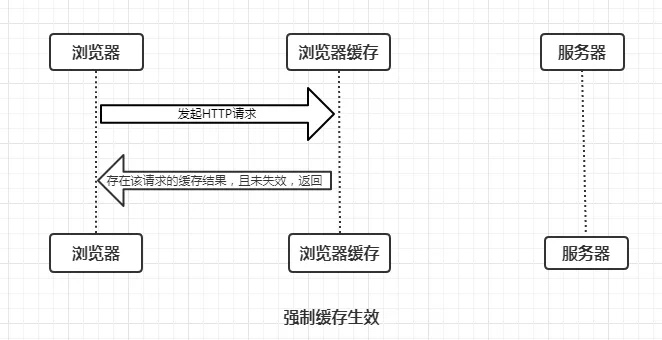 浏览器
浏览器缓存
服务器
发起HTTP请求
存在该请求的缓存结果，且未失效，返回
浏览器
浏览器缓存
服务器
强制缓存生效